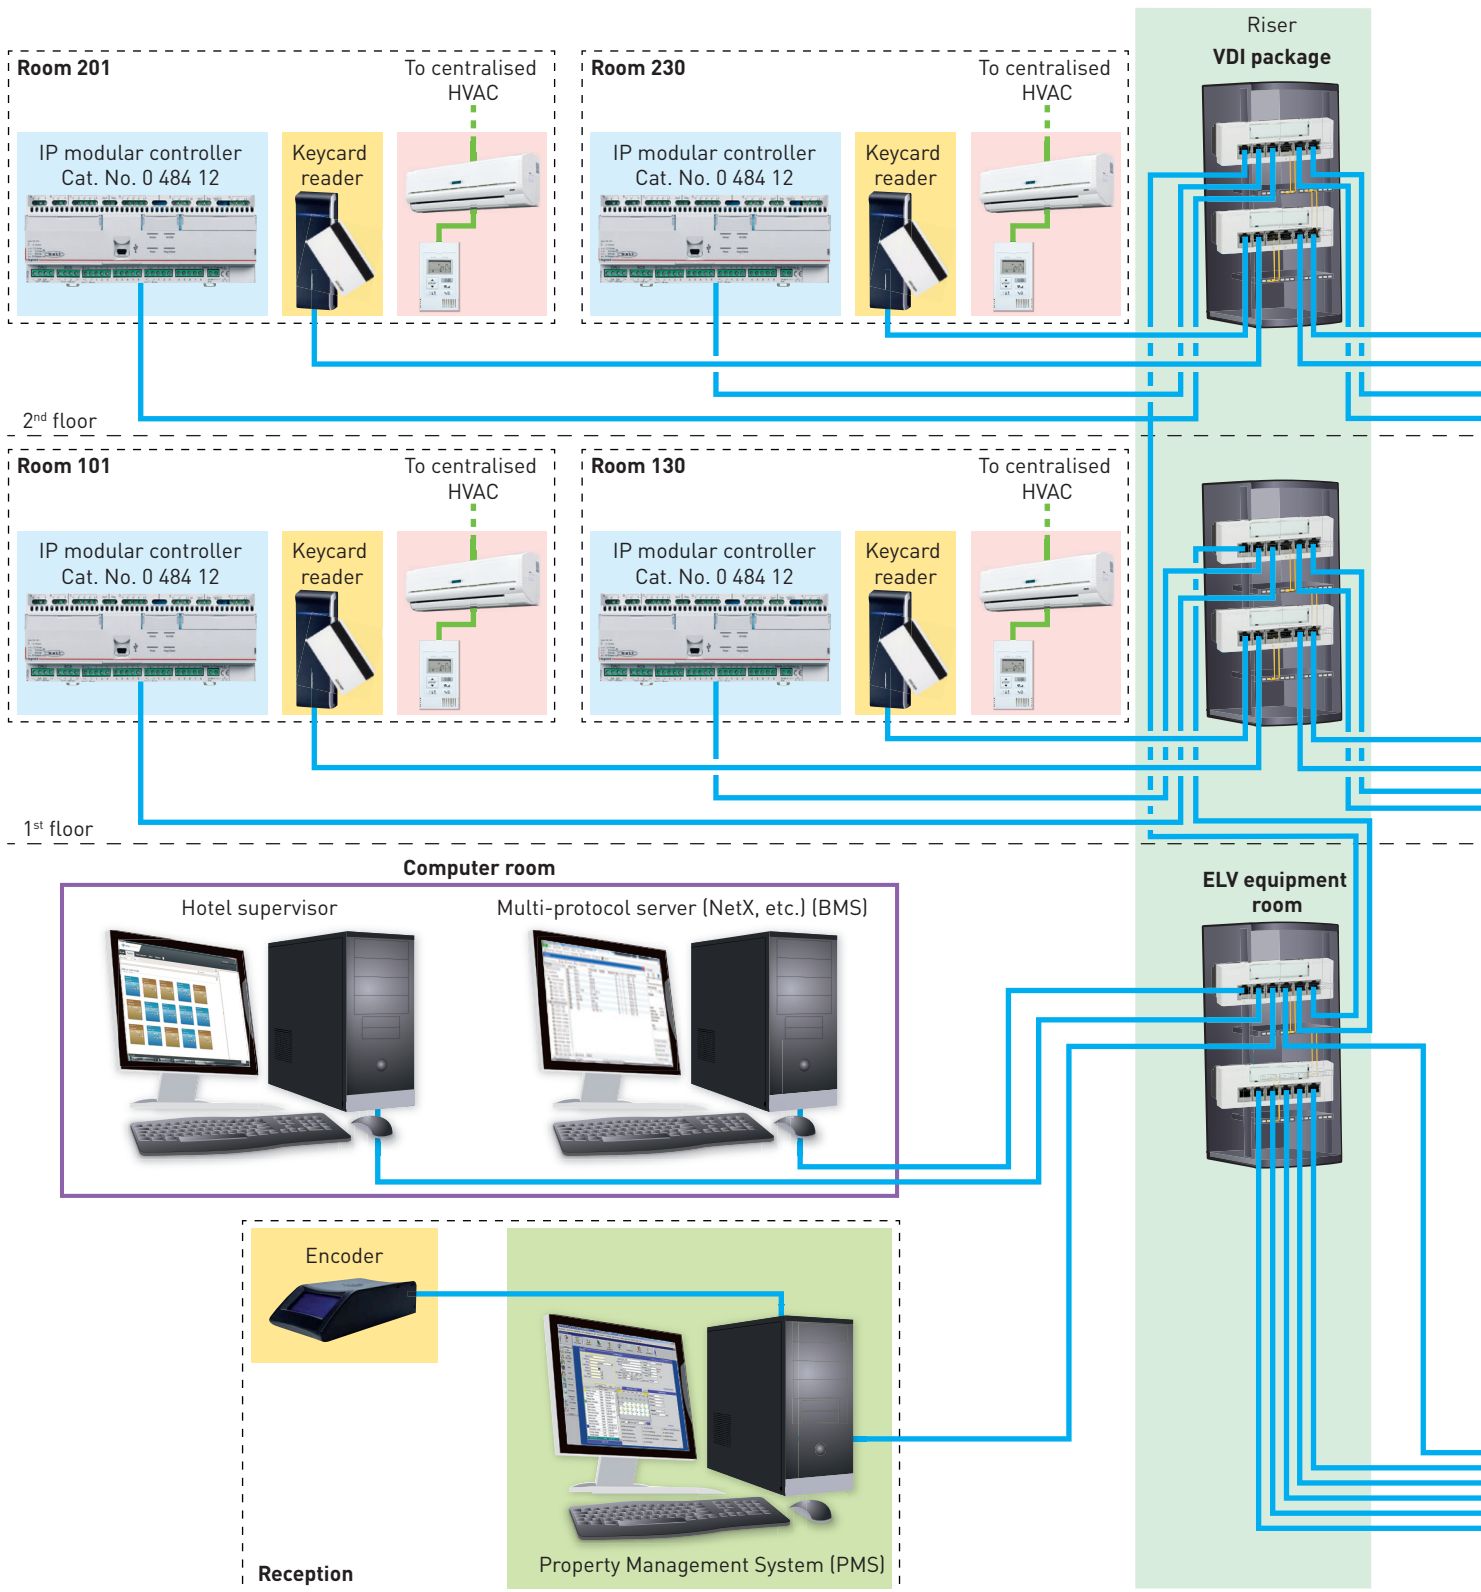 Riser
VDI package
Room 201
To centralised
HVAC
IP modular controller
Cat. No. 0 484 12
Keycard
reader
Room 230
To centralised
HVAC
IP modular controller
Cat. No. 0 484 12
Keycard
reader
2nd floor
Room 101
To centralised
HVAC
IP modular controller
Cat. No. 0 484 12
Keycard
reader
Room 130
To centralised
HVAC
IP modular controller
Cat. No. 0 484 12
Keycard
reader
1st floor
Computer room
Hotel supervisor
Multi-protocol server (NetX, etc.) (BMS)
ELV equipment
room
Encoder
Property Management System (PMS)
Reception